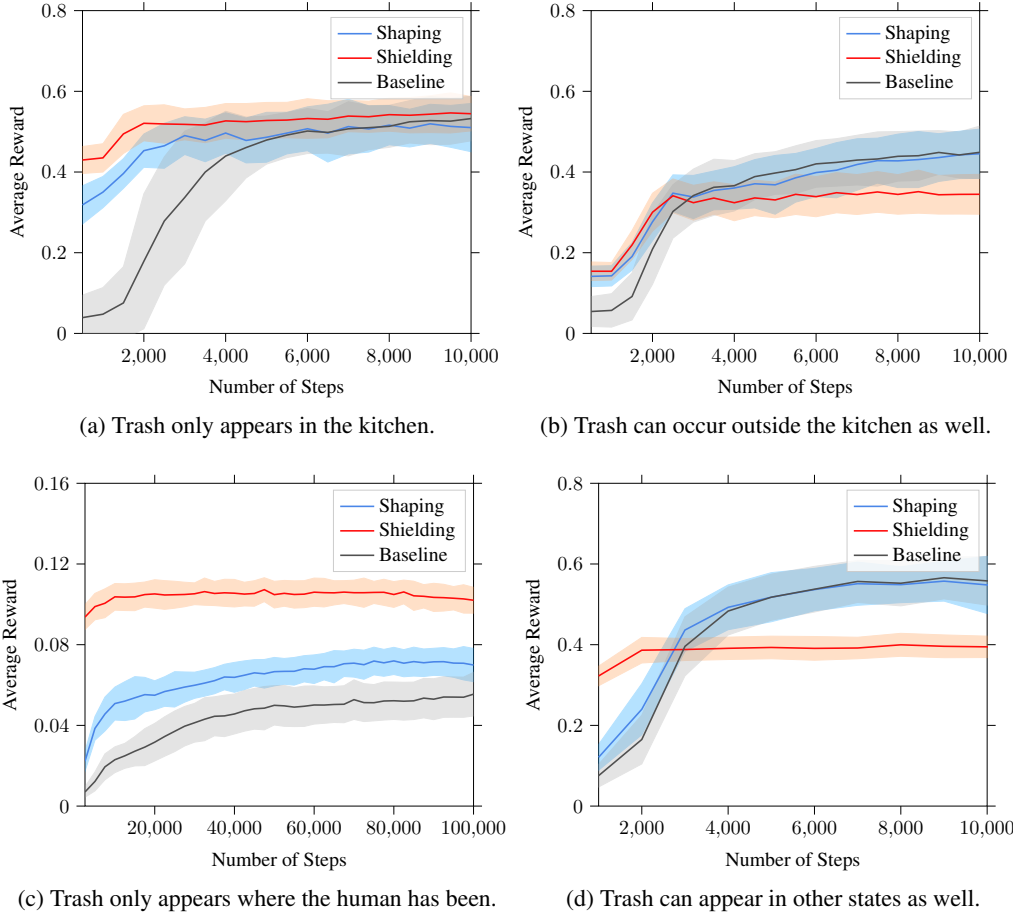 0.8
0.6
0.4
0.2
0
Average Reward
2,000
4,000
6,000
8,000
10,000
Number of Steps
Shaping
Shielding
Baseline
(a) Trash only appears in the kitchen.
0.8
0.6
0.4
0.2
0
Average Reward
2,000
4,000
6,000
8,000
10,000
Number of Steps
Shaping
Shielding
Baseline
(b) Trash can occur outside the kitchen as well.
0.16
0.12
0.08
0.04
0
Average Reward
20,000
40,000
60,000
80,000
100,000
Number of Steps
Shaping
Shielding
Baseline
(c) Trash only appears where the human has been.
0.8
0.6
0.4
0.2
0
Average Reward
2,000
4,000
6,000
8,000
10,000
Number of Steps
Shaping
Shielding
Baseline
(d) Trash can appear in other states as well.